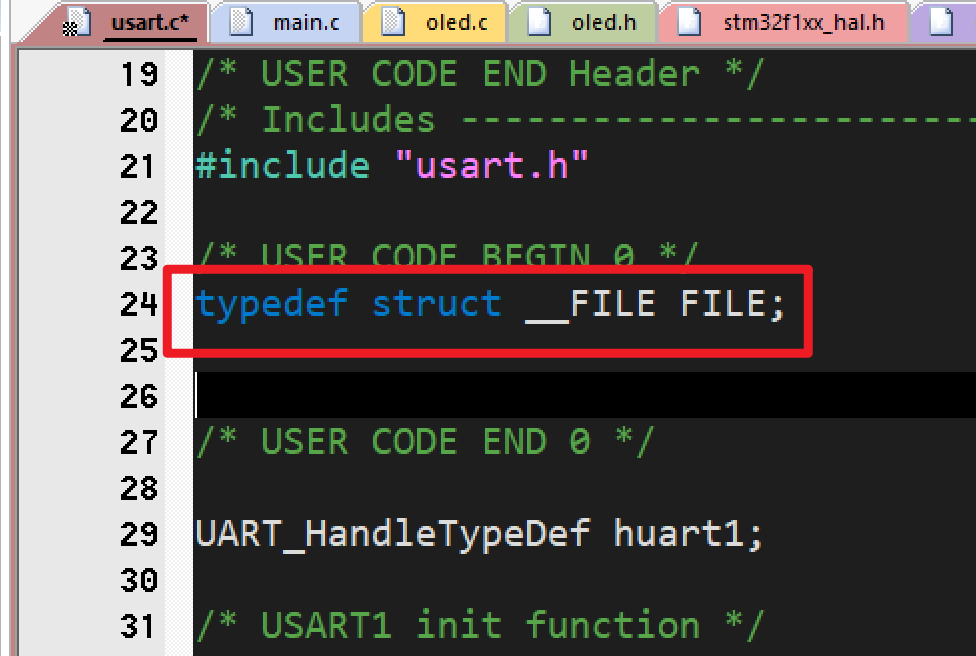 usart.c* main.c oled.c oled.h stm32f1xx_hal.h
19 /* USER CODE END Header */
20 /* Includes -----------------------------
21 #include "usart.h"
22
23 /* USER CODE BEGIN 0 */
24 typedef struct __FILE FILE;
25
26
27 /* USER CODE END 0 */
28
29 UART_HandleTypeDef huart1;
30
31 /* USART1 init function */